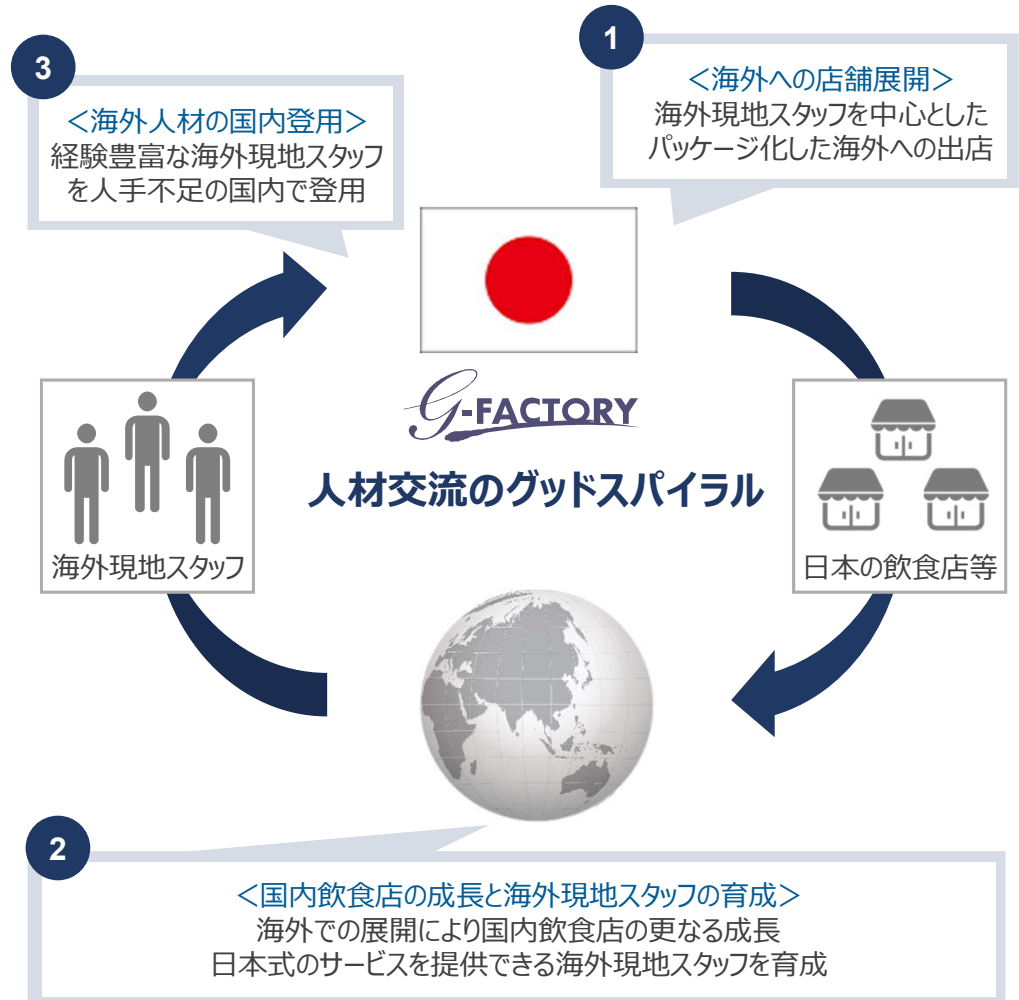 1
＜海外への店舗展開＞
海外現地スタッフを中心とした
パッケージ化した海外への出店
3
＜海外人材の国内登用＞
経験豊富な海外現地スタッフ
を人手不足の国内で登用
G-FACTORY
人材交流のグッドスパイラル
海外現地スタッフ
日本の飲食店等
2
＜国内飲食店の成長と海外現地スタッフの育成＞
海外での展開により国内飲食店の更なる成長
日本式のサービスを提供できる海外現地スタッフを育成